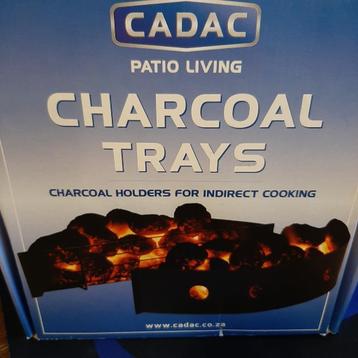 CADAC
PATIO LIVING
CHARCOAL
TRAYS
CHARCOAL HOLDERS FOR INDIRECT COOKING
www.cadac.co.za